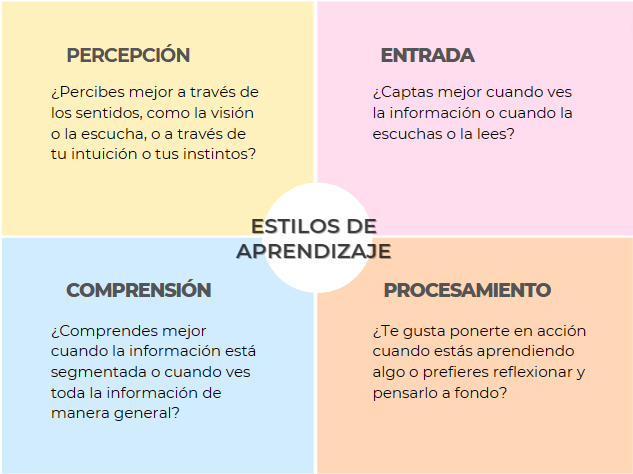 PERCEPCIÓN
¿Percibes mejor a través de
los sentidos, como la visión
o la escucha, o a través de
tu intuición o tus instintos?
ENTRADA
¿Captas mejor cuando ves
la información o cuando la
escuchas o la lees?
ESTILOS DE
APRENDIZAJE
COMPRENSIÓN
¿Comprendes mejor
cuando la información está
segmentada o cuando ves
toda la información de
manera general?
PROCESAMIENTO
¿Te gusta ponerte en acción
cuando estás aprendiendo
algo o prefieres reflexionar y
pensarlo a fondo?